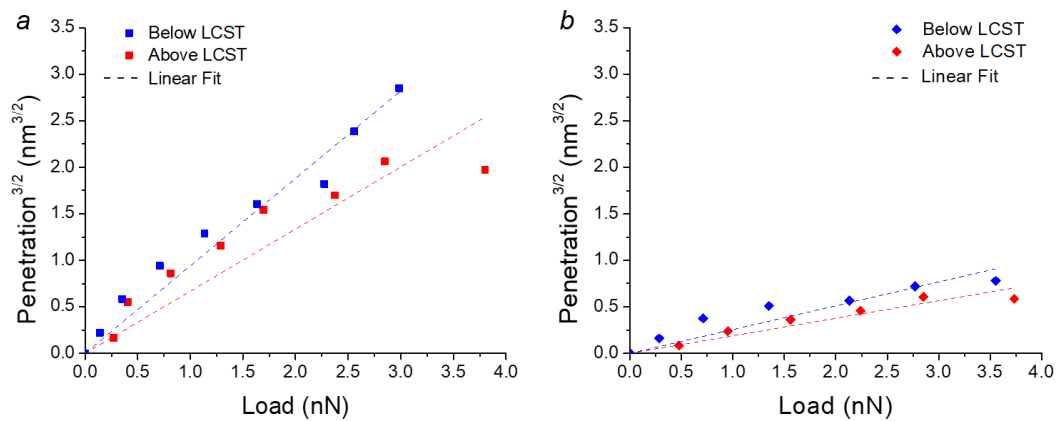 a
3.5
3.0
2.5
2.0
1.5
1.0
0.5
0.0
0.0 0.5 1.0 1.5 2.0 2.5 3.0 3.5 4.0
Load (nN)
Penetration³/² (nm³/²)
Below LCST
Above LCST
Linear Fit
b
3.5
3.0
2.5
2.0
1.5
1.0
0.5
0.0
0.0 0.5 1.0 1.5 2.0 2.5 3.0 3.5 4.0
Load (nN)
Penetration³/² (nm³/²)
Below LCST
Above LCST
Linear Fit